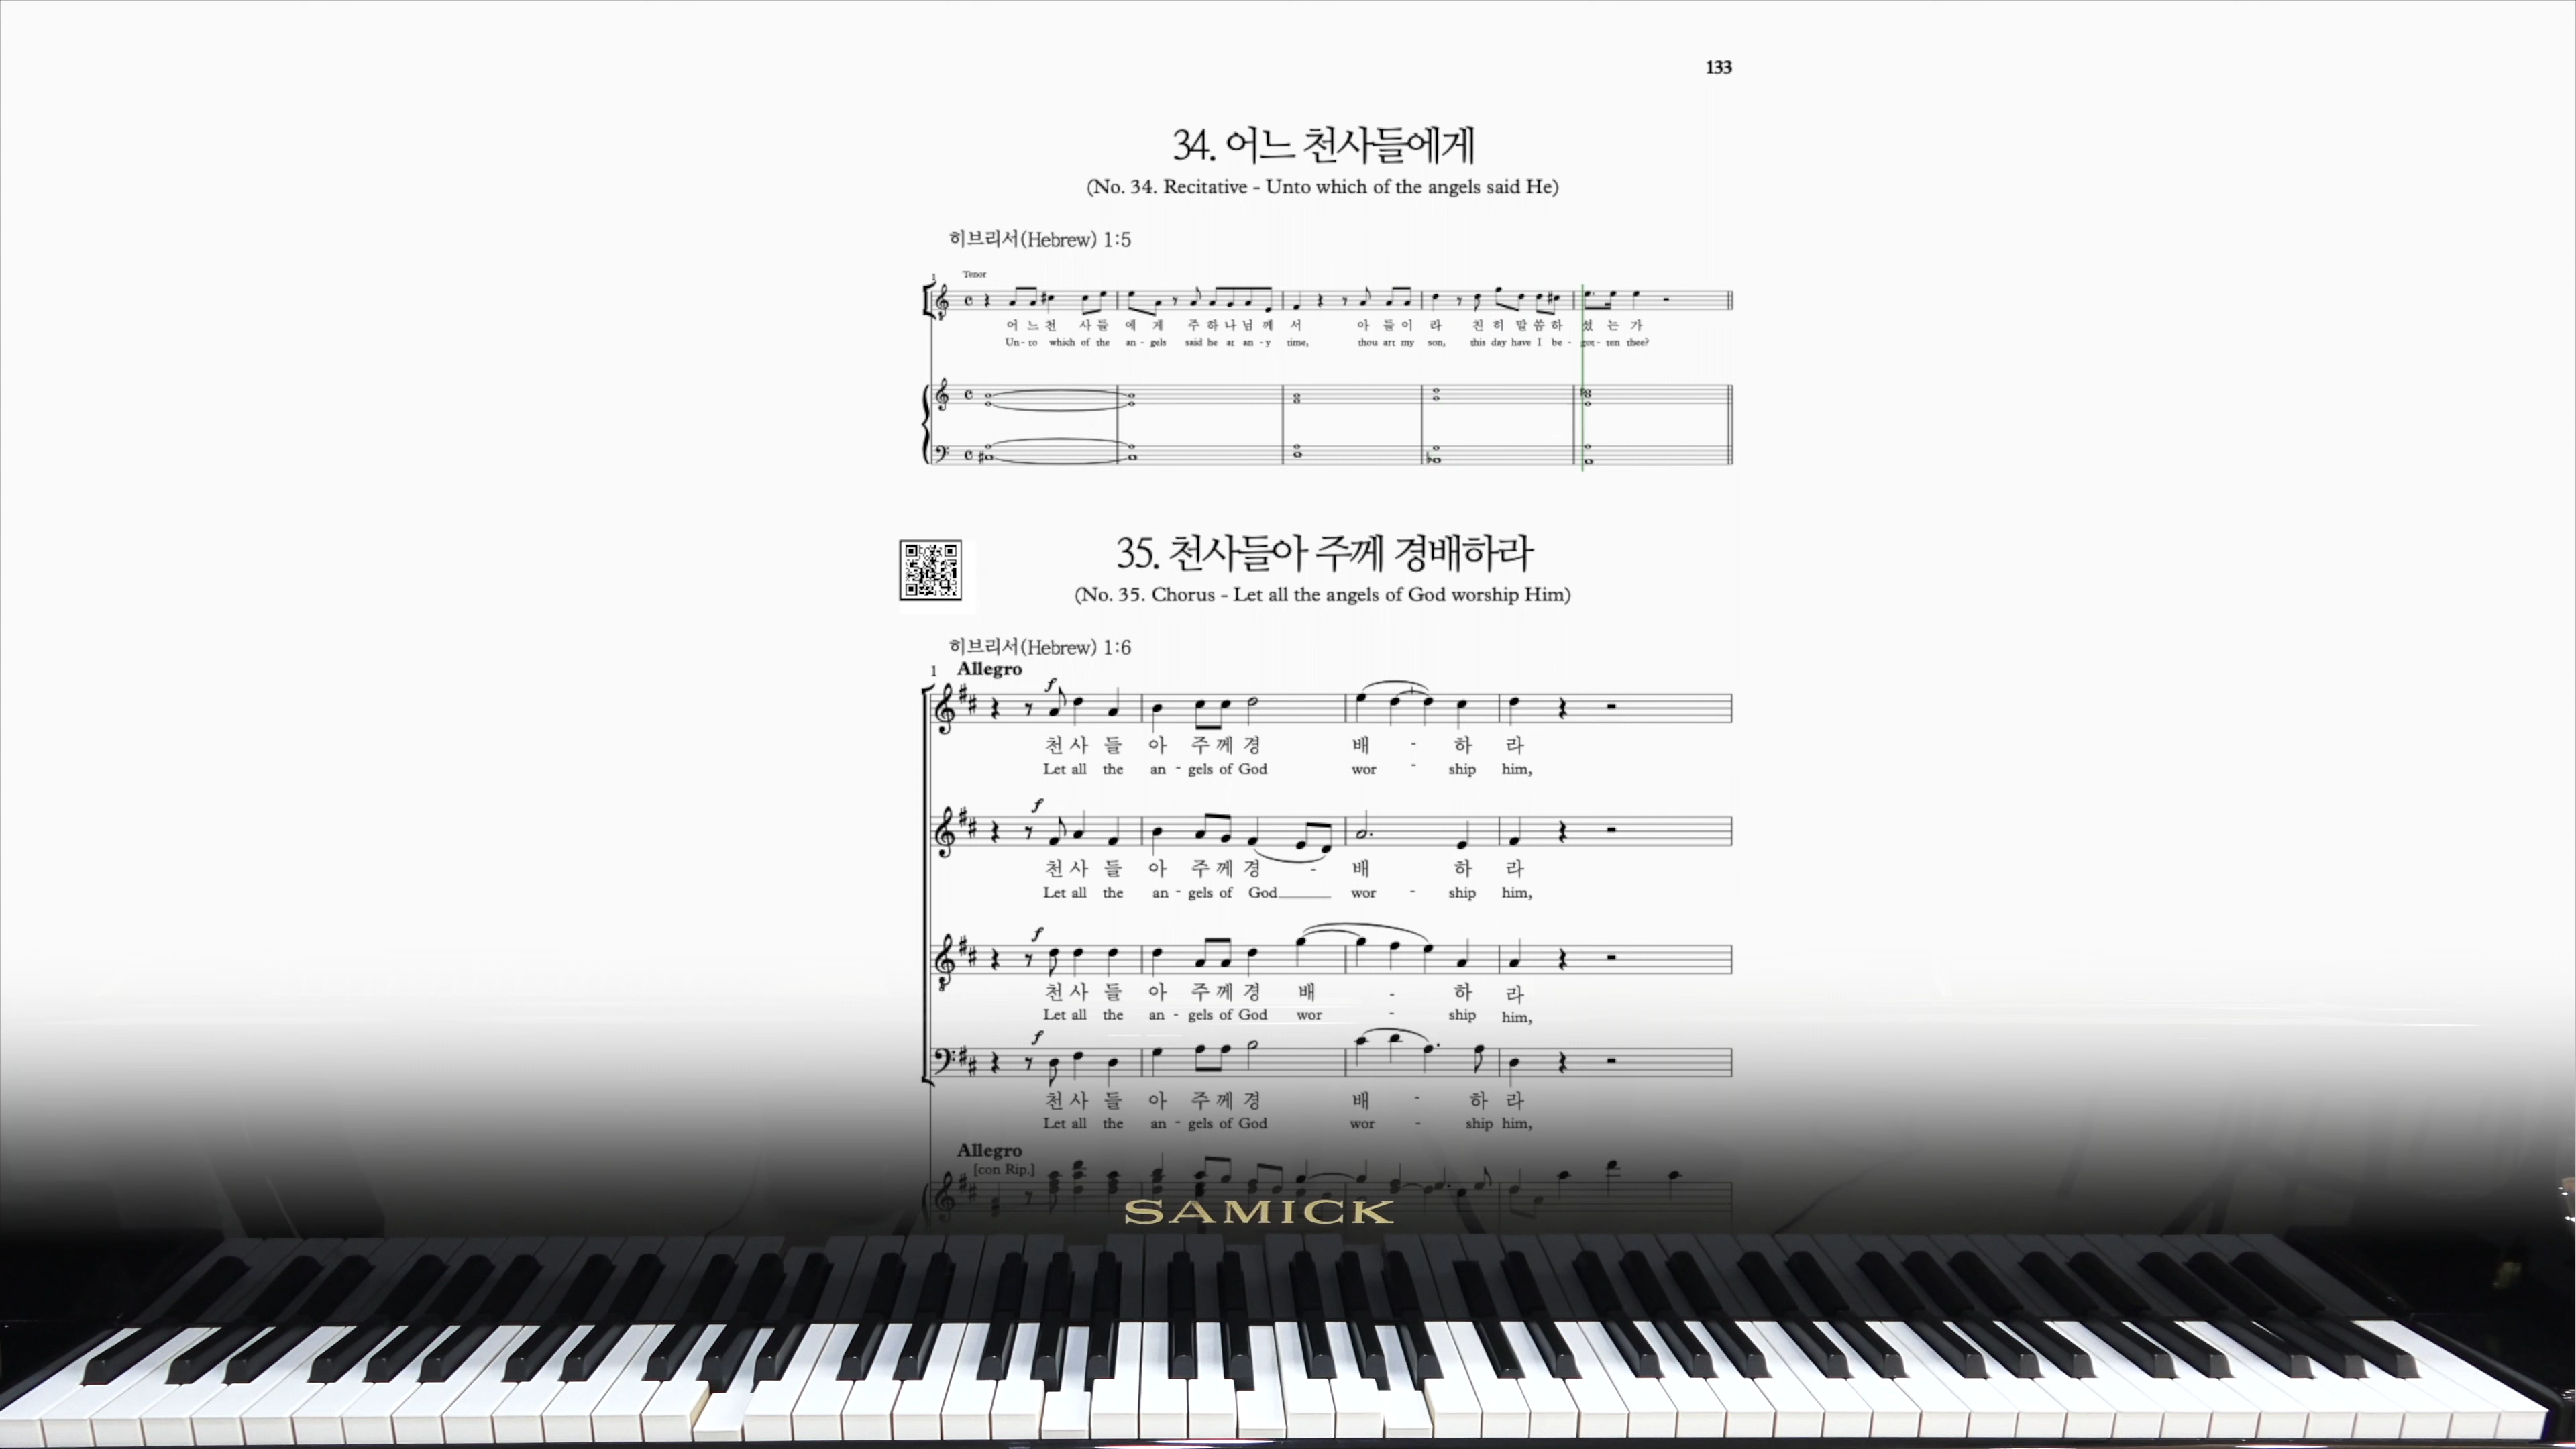 133
34. 어느 천사들에게
(No. 34. Recitative - Unto which of the angels said He)
히브리서(Hebrew) 1:5
1 Tenor
어 느 천 사 들 에 게 주 하 나 님 께 서 아 들 이 라 친 히 말 씀 하 셨 는 가
Un - to which of the an - gels said he at an - y time, thou art my son, this day have I be - got - ten thee?
35. 천사들아 주께 경배하라
(No. 35. Chorus - Let all the angels of God worship Him)
히브리서(Hebrew) 1:6
1 Allegro
f
천 사 들 아 주 께 경 배 - 하 라
Let all the an - gels of God wor - ship him,
f
천 사 들 아 주 께 경 - 배 하 라
Let all the an - gels of God wor - ship him,
f
천 사 들 아 주 께 경 배 - 하 라
Let all the an - gels of God wor - ship him,
f
천 사 들 아 주 께 경 배 - 하 라
Let all the an - gels of God wor - ship him,
Allegro
[con Rip.]
SAMICK